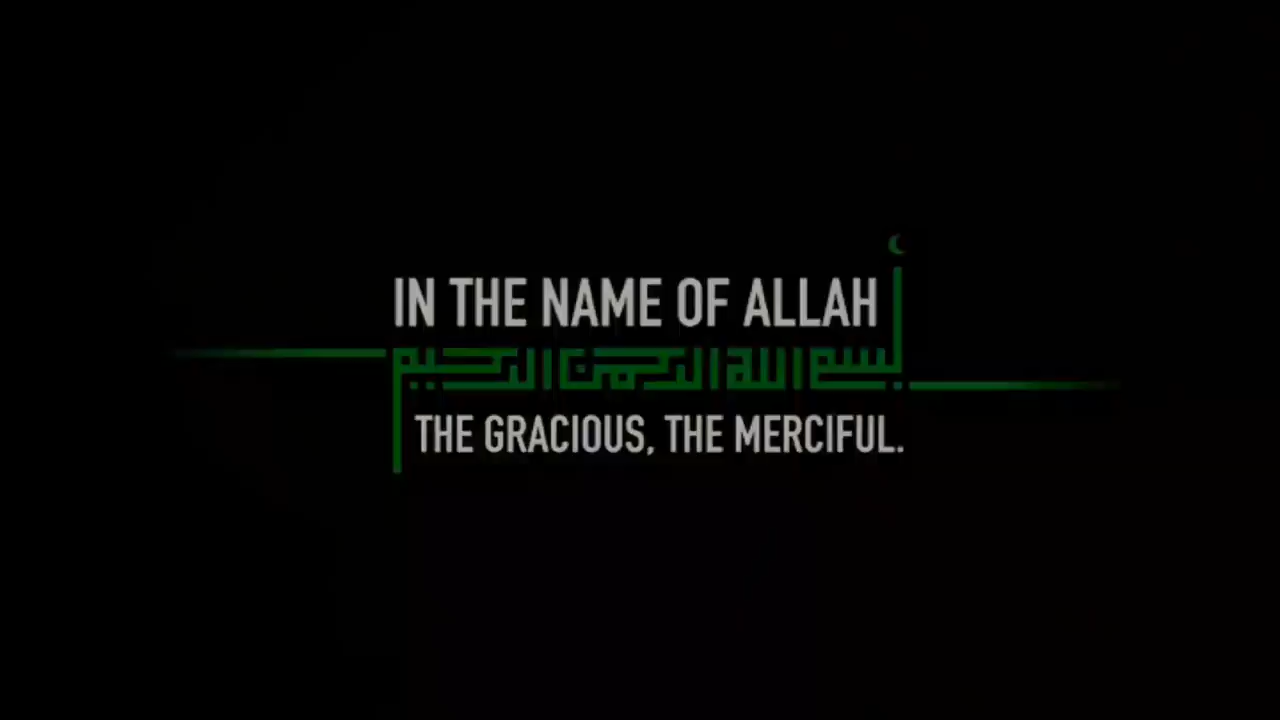 IN THE NAME OF ALLAH
بسم الله الرحمن الرحيم
THE GRACIOUS, THE MERCIFUL.